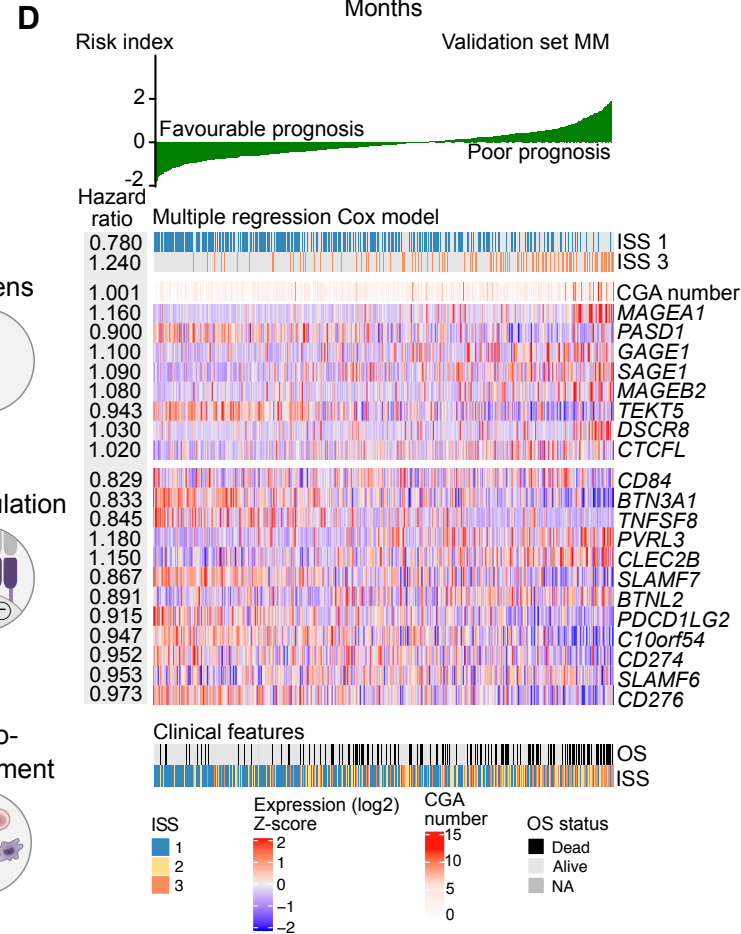 Months
D
Risk index
Validation set MM
2
0
-2
Favourable prognosis
Poor prognosis
Hazard
ratio
Multiple regression Cox model
0.780 ISS 1
1.240 ISS 3
ens
1.001 CGA number
1.160 MAGEA1
0.900 PASD1
1.100 GAGE1
1.090 SAGE1
1.080 MAGEB2
0.943 TEKT5
1.030 DSCR8
1.020 CTCFL
0.829 CD84
0.833 BTN3A1
ulation
0.845 TNFSF8
1.180 PVRL3
1.150 CLEC2B
0.867 SLAMF7
0.891 BTNL2
0.915 PDCD1LG2
0.947 C10orf54
0.952 CD274
0.953 SLAMF6
0.973 CD276
o-
ment
Clinical features
OS
ISS
ISS
1
2
3
Expression (log2)
Z-score
2
1
0
−1
−2
CGA
number
15
10
5
0
OS status
Dead
Alive
NA